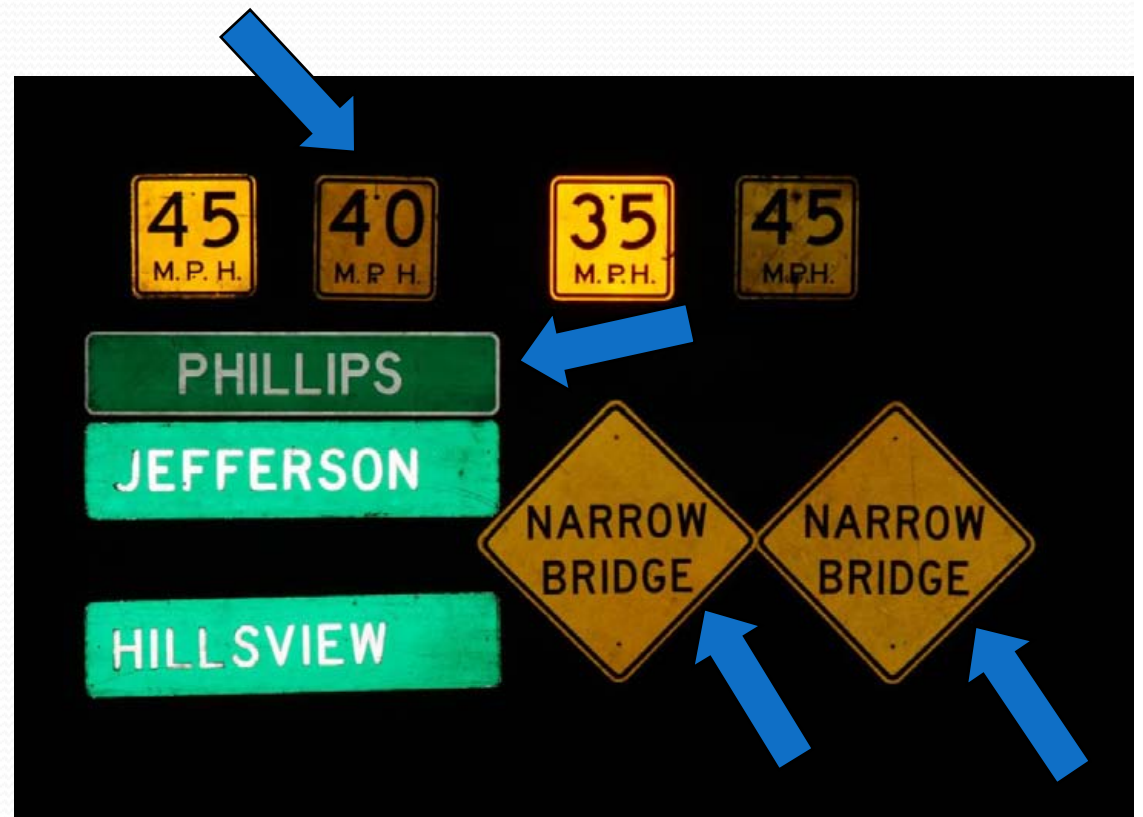 45
M.P.H.
40
M.P.H.
35
M.P.H.
45
M.P.H.
PHILLIPS
JEFFERSON
NARROW
BRIDGE
NARROW
BRIDGE
HILLSVIEW